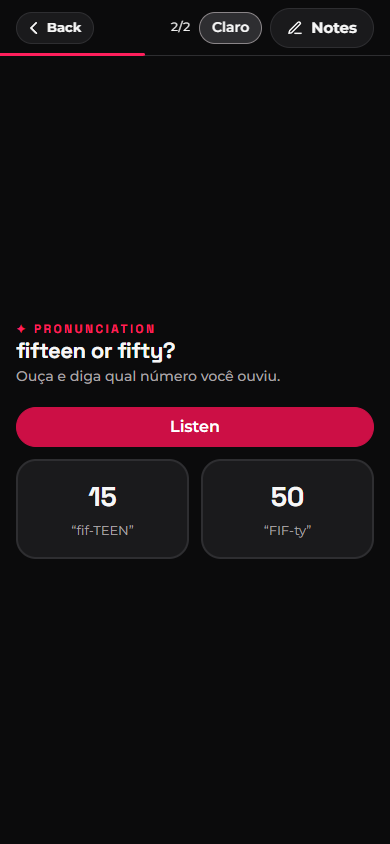 Back
2/2
Claro
Notes
✦ PRONUNCIATION
fifteen or fifty?
Ouça e diga qual número você ouviu.
Listen
15
50
“fif-TEEN”
“FIF-ty”